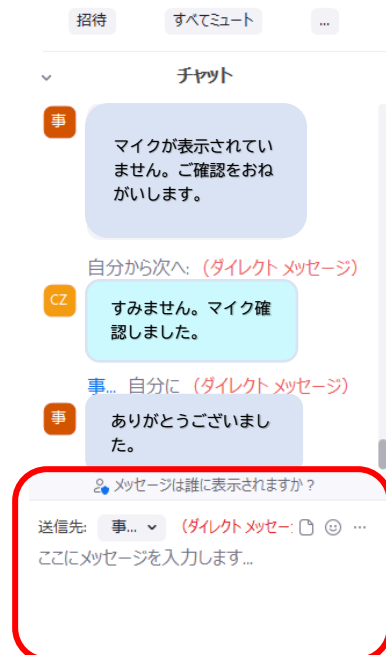 招待 すべてミュート ...
チャット
事
マイクが表示されてい
ません。ご確認をおね
がいします。
自分から次へ: (ダイレクト メッセージ)
CZ
すみません。マイク確
認しました。
事... 自分に (ダイレクト メッセージ)
事
ありがとうございまし
た。
メッセージは誰に表示されますか？
送信先: 事... (ダイレクト メッセー: ...
ここにメッセージを入力します...